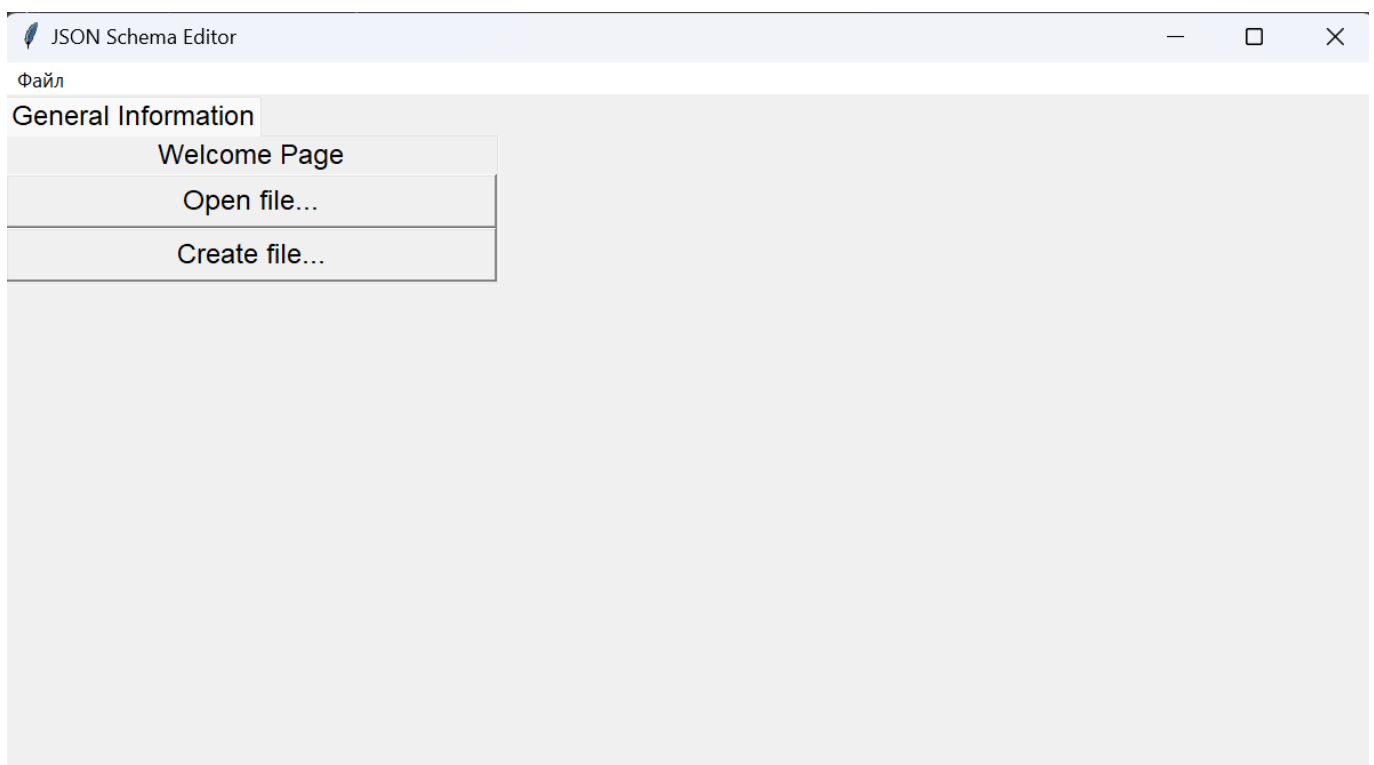 JSON Schema Editor
Файл
General Information
Welcome Page
Open file...
Create file...